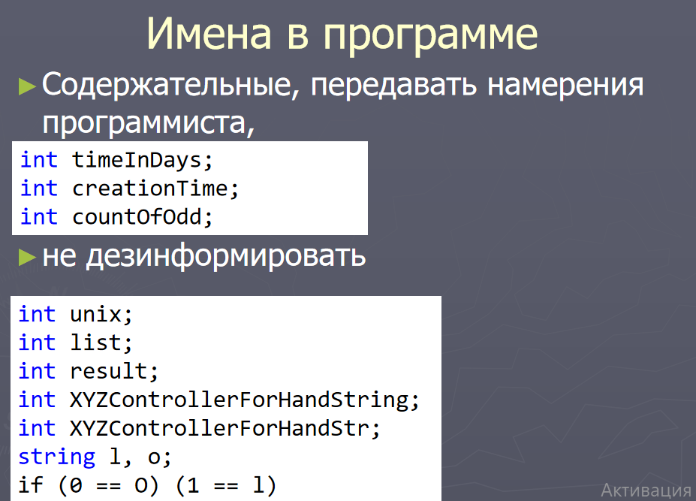 Имена в программе
►Содержательные, передавать намерения
программиста,
int timeInDays;
int creationTime;
int countOfOdd;
►не дезинформировать
int unix;
int list;
int result;
int XYZControllerForHandString;
int XYZControllerForHandStr;
string l, o;
if (0 == O) (1 == l)
Активация